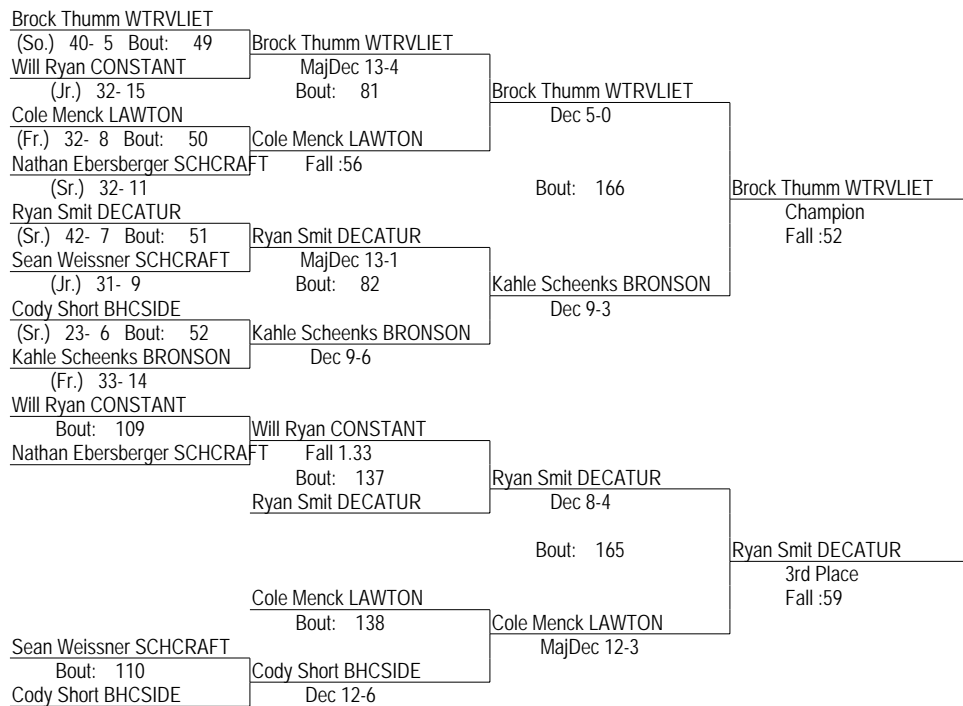 Brock Thumm WTRVLIET
(So.) 40- 5 Bout: 49 Brock Thumm WTRVLIET
Will Ryan CONSTANT MajDec 13-4
(Jr.) 32- 15 Bout: 81 Brock Thumm WTRVLIET
Cole Menck LAWTON Dec 5-0
(Fr.) 32- 8 Bout: 50 Cole Menck LAWTON
Nathan Ebersberger SCHCRAFT Fall :56
(Sr.) 32- 11 Bout: 166 Brock Thumm WTRVLIET
Ryan Smit DECATUR Champion
(Sr.) 42- 7 Bout: 51 Ryan Smit DECATUR Fall :52
Sean Weissner SCHCRAFT MajDec 13-1
(Jr.) 31- 9 Bout: 82 Kahle Scheenks BRONSON
Cody Short BHCSIDE Dec 9-3
(Sr.) 23- 6 Bout: 52 Kahle Scheenks BRONSON
Kahle Scheenks BRONSON Dec 9-6
(Fr.) 33- 14
Will Ryan CONSTANT
Bout: 109 Will Ryan CONSTANT
Nathan Ebersberger SCHCRAFT Fall 1.33
Bout: 137 Ryan Smit DECATUR
Ryan Smit DECATUR Dec 8-4
Bout: 165 Ryan Smit DECATUR
3rd Place
Cole Menck LAWTON Fall :59
Bout: 138 Cole Menck LAWTON
Sean Weissner SCHCRAFT MajDec 12-3
Bout: 110 Cody Short BHCSIDE
Cody Short BHCSIDE Dec 12-6